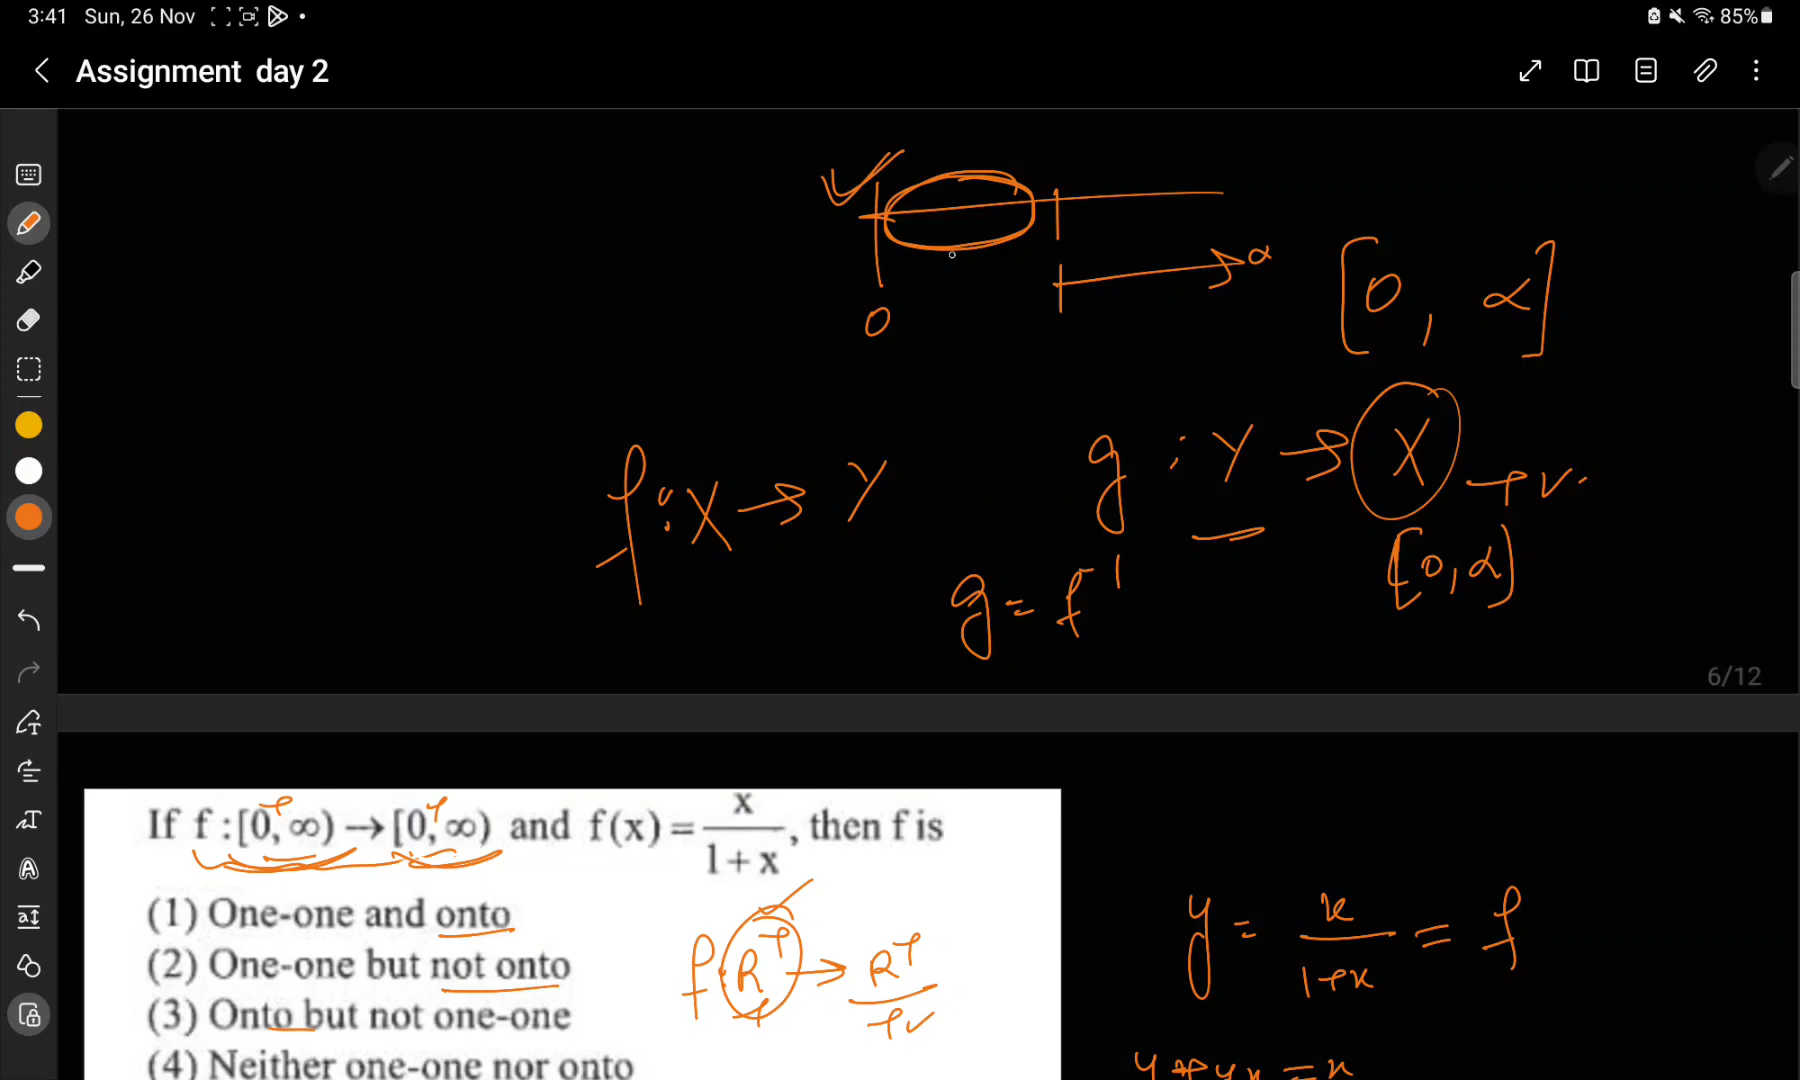 3:41 Sun, 26 Nov
85%
Assignment day 2
0
α
[0, α]
f : X → Y
g : Y → X
+v.
[0, α)
g = f⁻¹
6/12
If f : [0, ∞) → [0, ∞) and f(x) = x/(1 + x), then f is
(1) One-one and onto
(2) One-one but not onto
(3) Onto but not one-one
(4) Neither one-one nor onto
f : R⁺ → R⁺
+v
y = x/(1+x) = f
y + yx = x